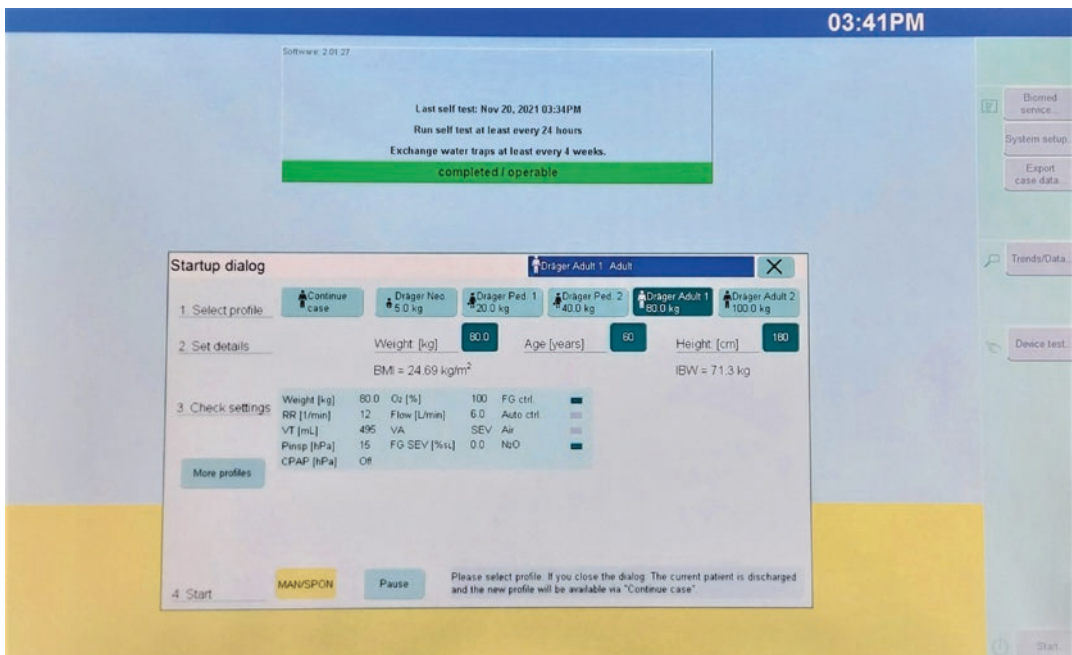 03:41PM
Software: 2.01.27
Last self test: Nov 20, 2021 03:34PM
Run self test at least every 24 hours
Exchange water traps at least every 4 weeks.
completed / operable
Biomed
service...
System setup.
Export
case data...
Trends/Data..
Device test..
Startup dialog
Dräger Adult 1 Adult
1. Select profile
Continue
case
Dräger Neo.
5.0 kg
Dräger Ped. 1
20.0 kg
Dräger Ped. 2
40.0 kg
Dräger Adult 1
80.0 kg
Dräger Adult 2
100.0 kg
2. Set details
Weight [kg] 80.0 Age [years] 60 Height [cm] 180
BMI = 24.69 kg/m² IBW = 71.3 kg
3. Check settings
Weight [kg] 80.0 O₂ [%] 100 FG ctrl.
RR [1/min] 12 Flow [L/min] 6.0 Auto ctrl.
VT [mL] 495 VA SEV Air
Pinsp [hPa] 15 FG SEV [%SL] 0.0 N₂O
CPAP [hPa] Off
More profiles
4. Start
MAN/SPON
Pause
Please select profile. If you close the dialog: The current patient is discharged
and the new profile will be available via "Continue case".
Start..